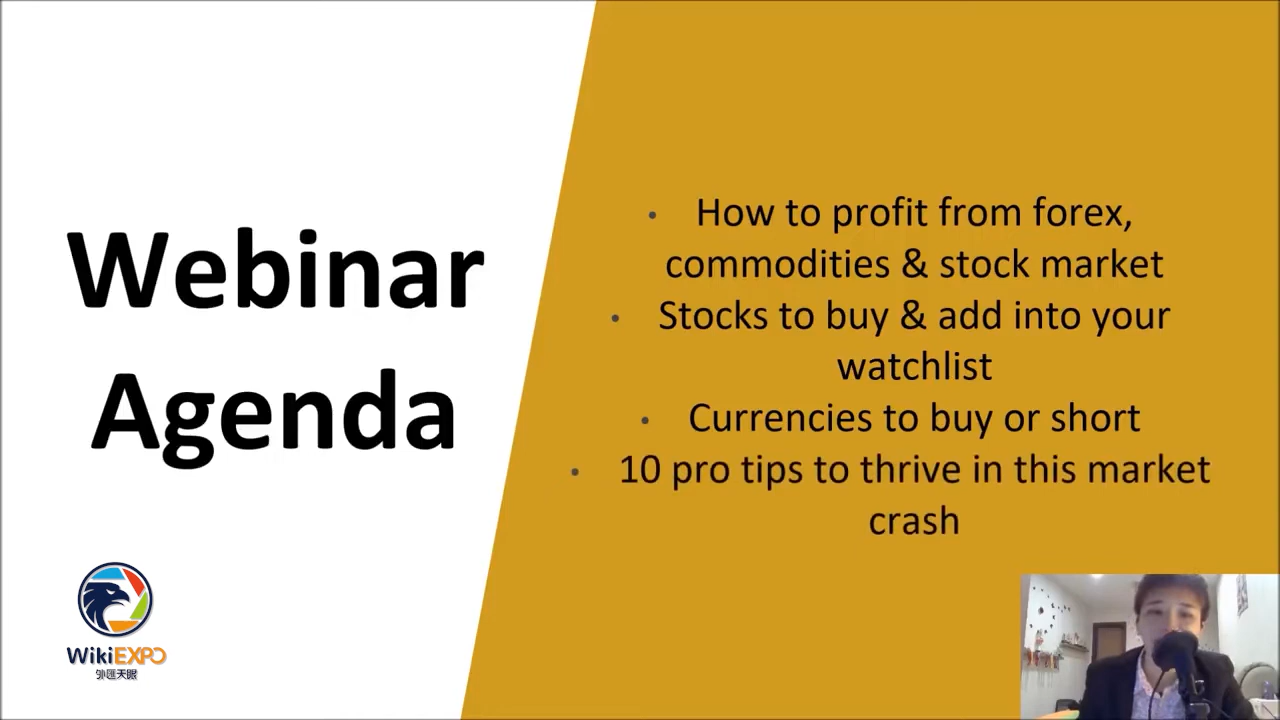 Webinar
Agenda
• How to profit from forex,
commodities & stock market
• Stocks to buy & add into your
watchlist
• Currencies to buy or short
• 10 pro tips to thrive in this market
crash
WikiEXPO
外匯天眼